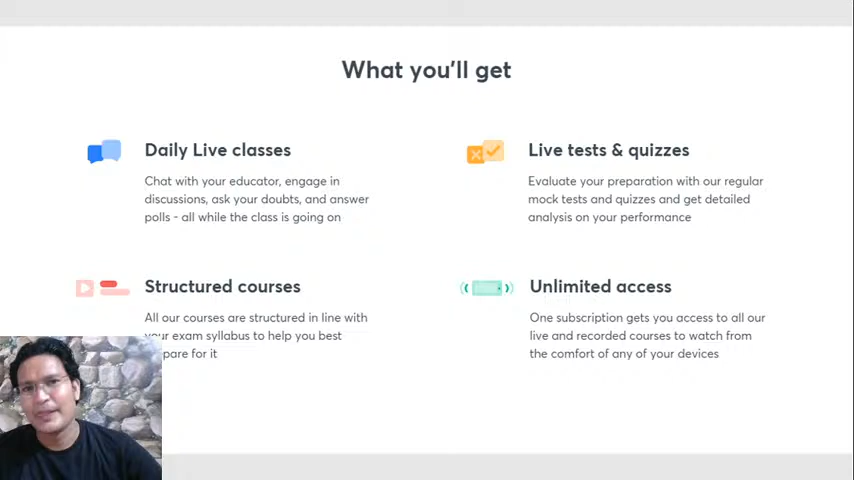 What you'll get
Daily Live classes
Chat with your educator, engage in
discussions, ask your doubts, and answer
polls - all while the class is going on
Live tests & quizzes
Evaluate your preparation with our regular
mock tests and quizzes and get detailed
analysis on your performance
Structured courses
All our courses are structured in line with
your exam syllabus to help you best
pare for it
Unlimited access
One subscription gets you access to all our
live and recorded courses to watch from
the comfort of any of your devices